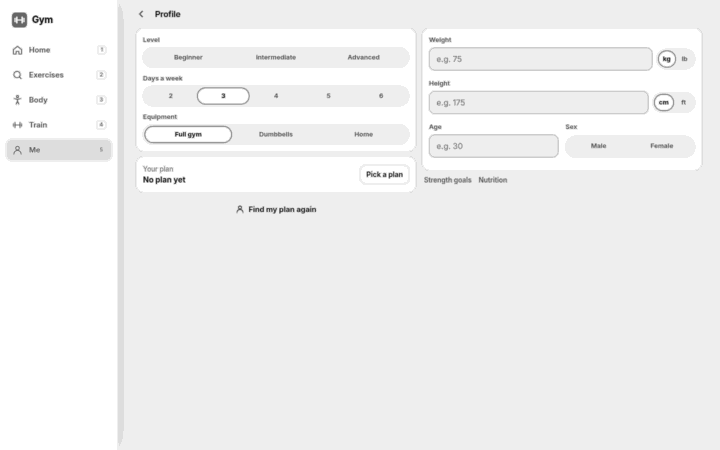 Gym
Home 1
Exercises 2
Body 3
Train 4
Me 5
Profile
Level
Beginner Intermediate Advanced
Days a week
2 3 4 5 6
Equipment
Full gym Dumbbells Home
Your plan
No plan yet
Pick a plan
Find my plan again
Weight
e.g. 75 kg lb
Height
e.g. 175 cm ft
Age Sex
e.g. 30 Male Female
Strength goals Nutrition